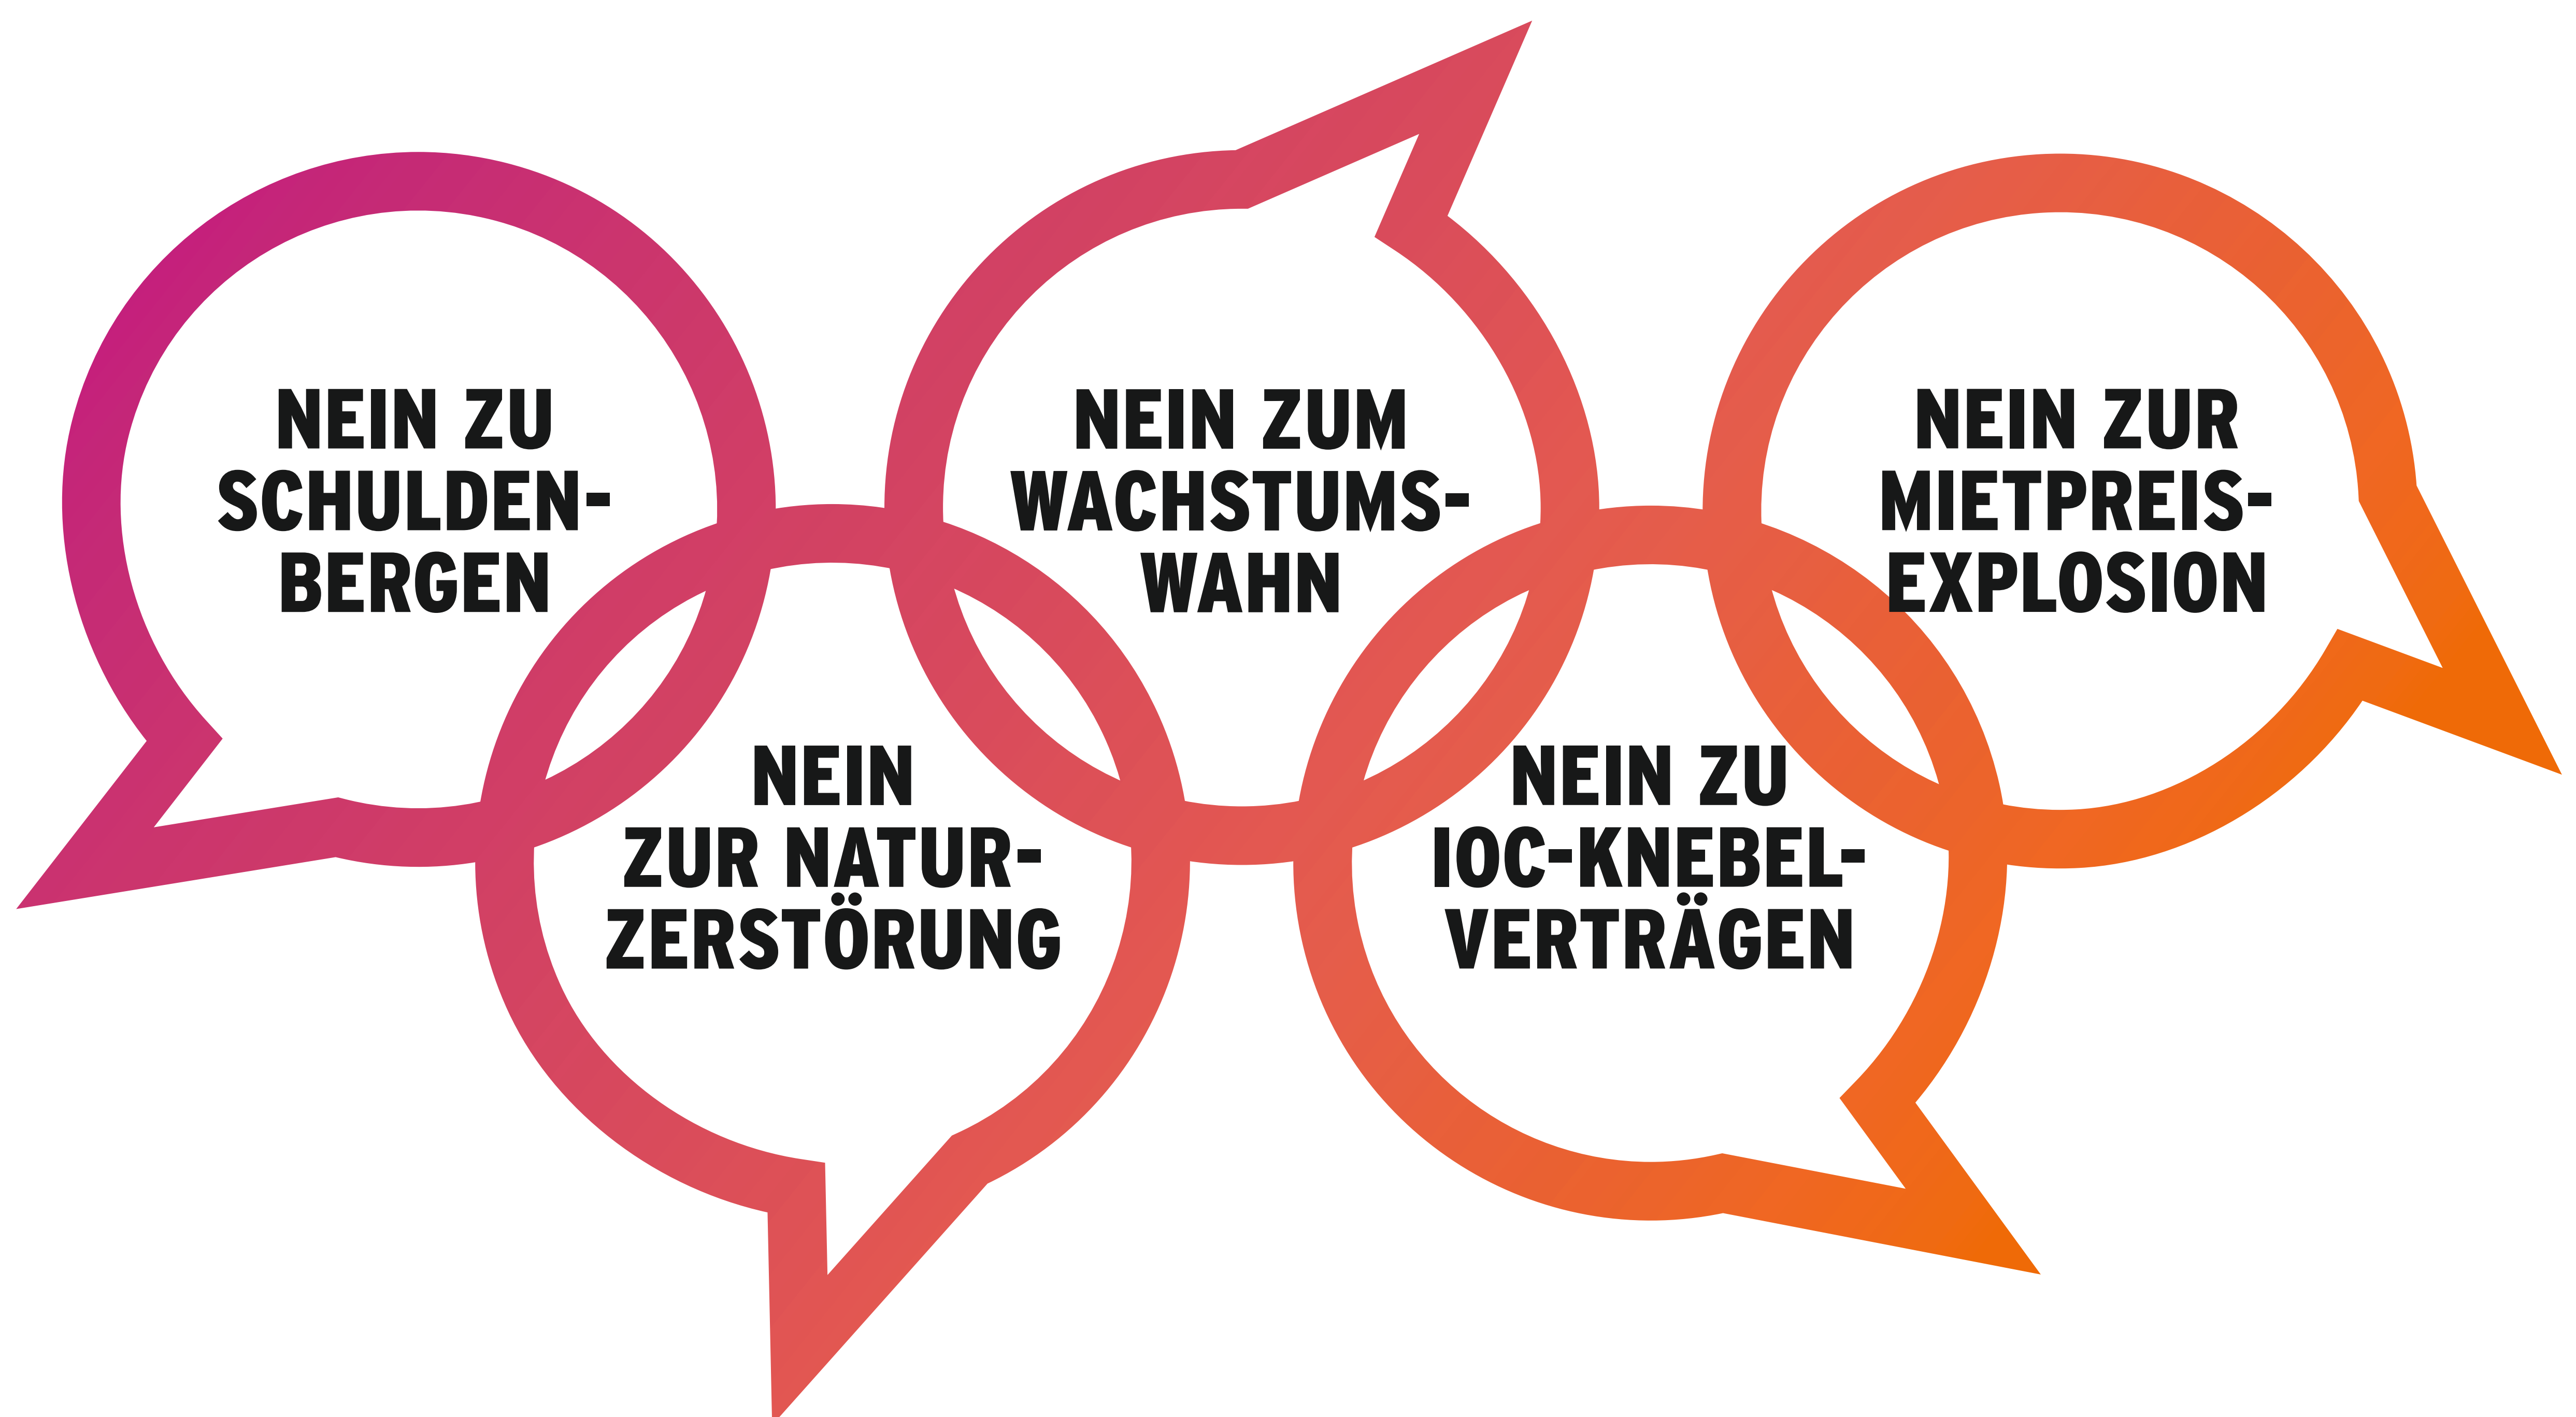 NEIN ZU
SCHULDEN-
BERGEN
NEIN ZUM
WACHSTUMS-
WAHN
NEIN ZUR
MIETPREIS-
EXPLOSION
NEIN
ZUR NATUR-
ZERSTÖRUNG
NEIN ZU
IOC-KNEBEL-
VERTRÄGEN